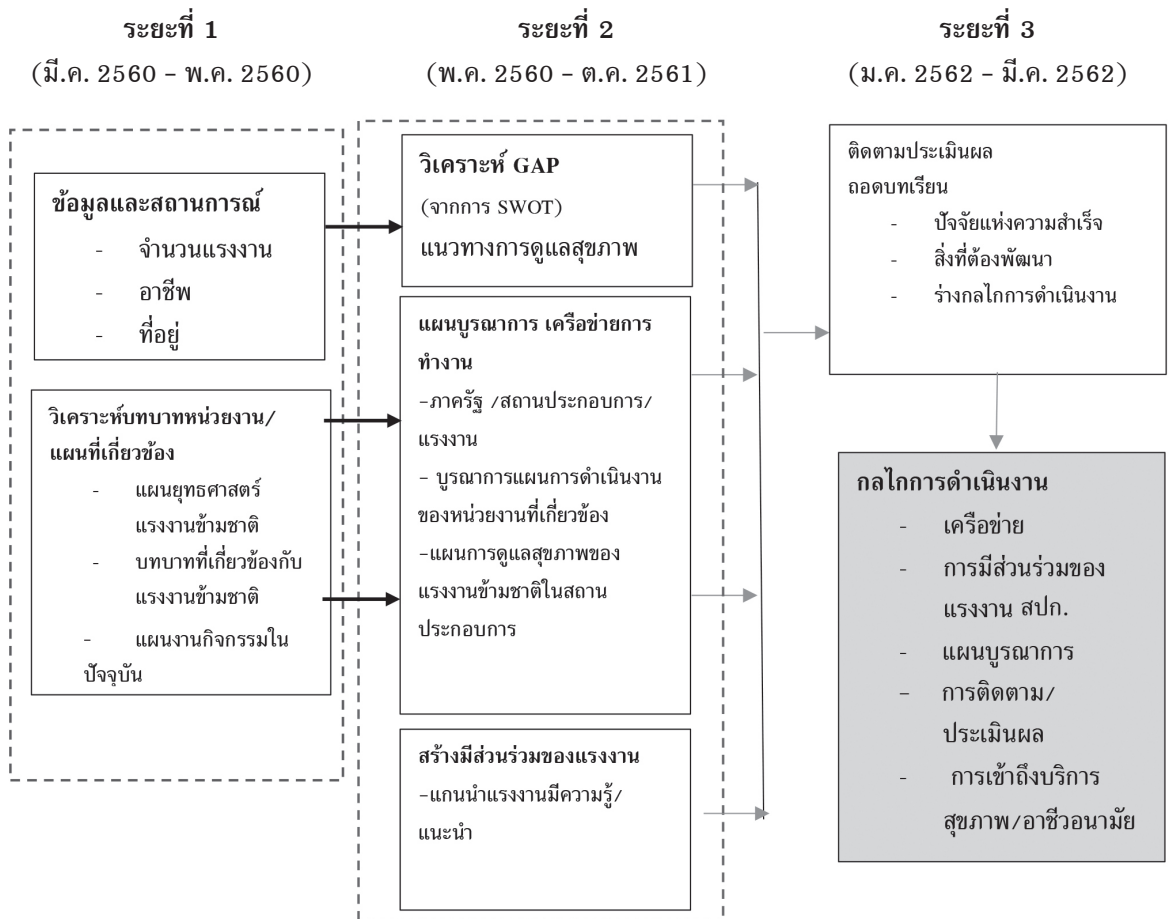 ระยะที่ 1
(มี.ค. 2560 - พ.ค. 2560)
ข้อมูลและสถานการณ์
- จำนวนแรงงาน
- อาชีพ
- ที่อยู่
วิเคราะห์บทบาทหน่วยงาน/
แผนที่เกี่ยวข้อง
- แผนยุทธศาสตร์
แรงงานข้ามชาติ
- บทบาทที่เกี่ยวข้องกับ
แรงงานข้ามชาติ
- แผนงานกิจกรรมใน
ปัจจุบัน
ระยะที่ 2
(พ.ค. 2560 - ต.ค. 2561)
วิเคราะห์ GAP
(จากการ SWOT)
แนวทางการดูแลสุขภาพ
แผนบูรณาการ เครือข่ายการ
ทำงาน
-ภาครัฐ /สถานประกอบการ/
แรงงาน
- บูรณาการแผนการดำเนินงาน
ของหน่วยงานที่เกี่ยวข้อง
-แผนการดูแลสุขภาพของ
แรงงานข้ามชาติในสถาน
ประกอบการ
สร้างมีส่วนร่วมของแรงงาน
-แกนนำแรงงานมีความรู้/
แนะนำ
ระยะที่ 3
(ม.ค. 2562 - มี.ค. 2562)
ติดตามประเมินผล
ถอดบทเรียน
- ปัจจัยแห่งความสำเร็จ
- สิ่งที่ต้องพัฒนา
- ร่างกลไกการดำเนินงาน
กลไกการดำเนินงาน
- เครือข่าย
- การมีส่วนร่วมของ
แรงงาน สปก.
- แผนบูรณาการ
- การติดตาม/
ประเมินผล
- การเข้าถึงบริการ
สุขภาพ/อาชีวอนามัย